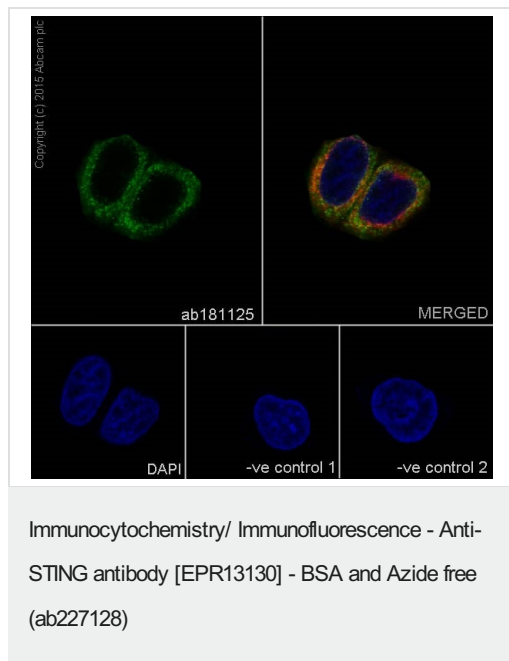 Copyright (c) 2015 Abcam plc
ab181125
MERGED
DAPI
-ve control 1
-ve control 2
Immunocytochemistry/ Immunofluorescence - Anti-
STING antibody [EPR13130] - BSA and Azide free
(ab227128)